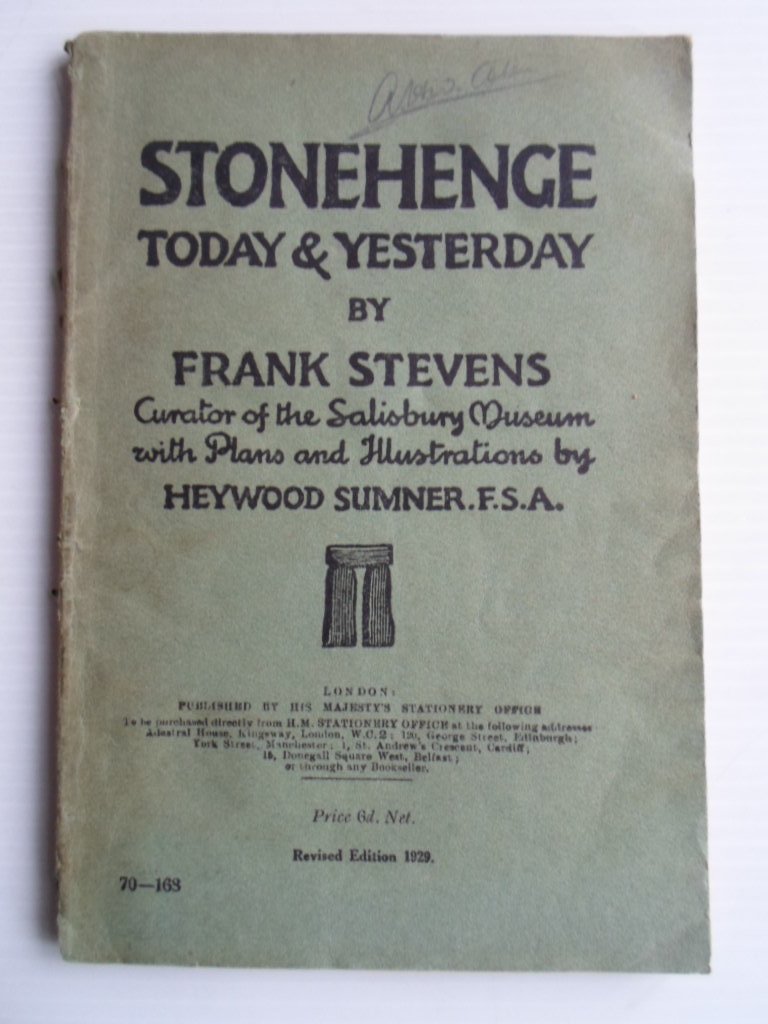 STONEHENGE
TODAY & YESTERDAY
BY
FRANK STEVENS
Curator of the Salisbury Museum
with Plans and Illustrations by
HEYWOOD SUMNER.F.S.A.
LONDON:
PUBLISHED BY HIS MAJESTY'S STATIONERY OFFICE
To be purchased directly from H.M. STATIONERY OFFICE at the following addresses
Adastral House, Kingsway, London, W.C.2; 120, George Street, Edinburgh;
York Street, Manchester; 1, St. Andrew's Crescent, Cardiff;
15, Donegall Square West, Belfast;
or through any Bookseller.
Price 6d. Net.
Revised Edition 1929.
70—168